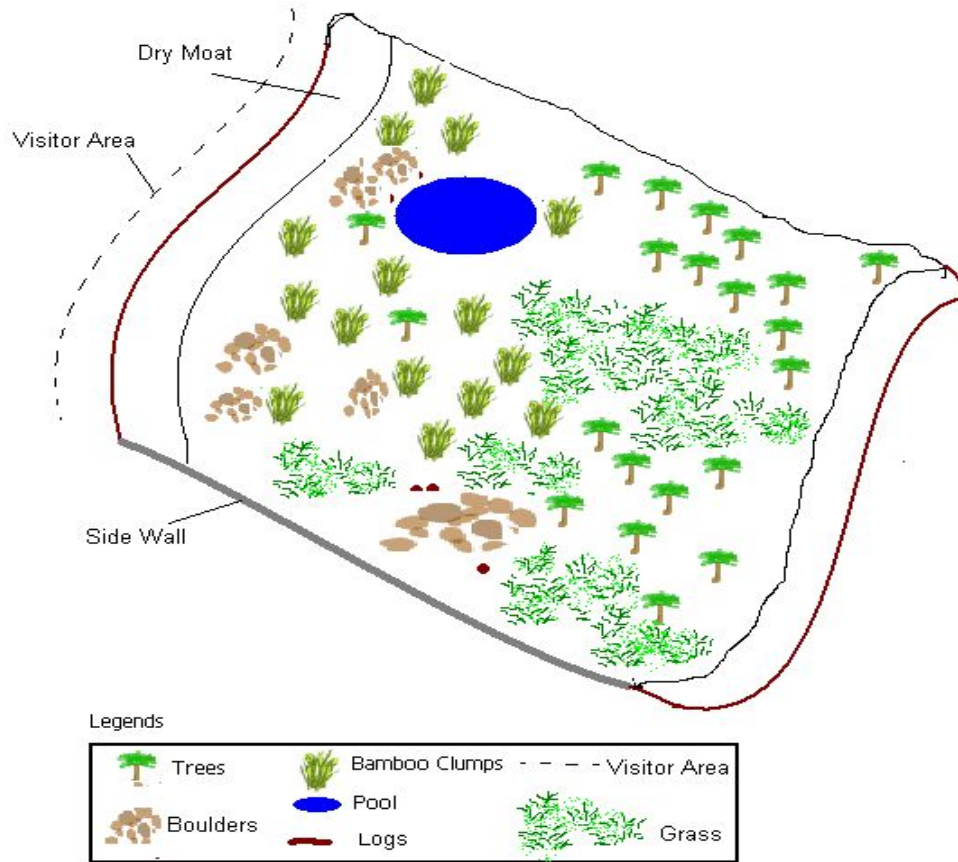 Dry Moat
Visitor Area
Side Wall
Legends
Trees
Bamboo Clumps
Visitor Area
Boulders
Pool
Logs
Grass